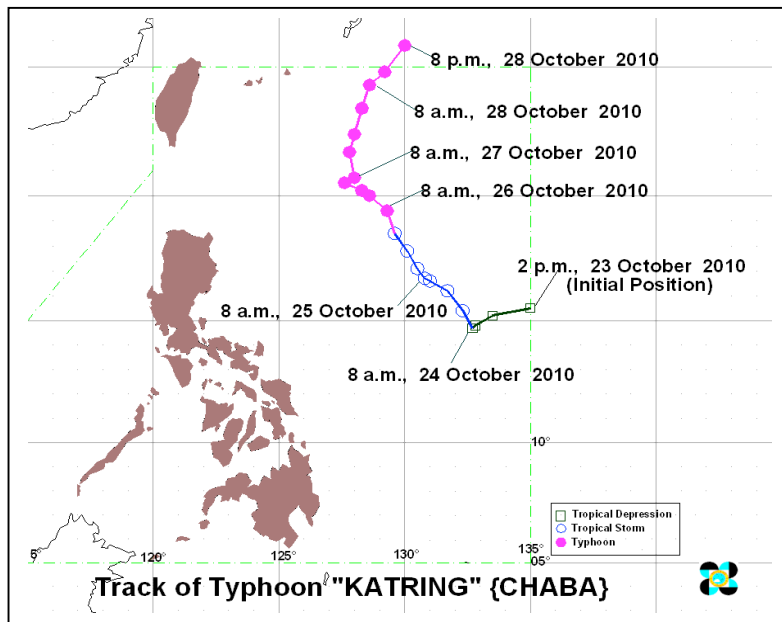 8 p.m., 28 October 2010
8 a.m., 28 October 2010
8 a.m., 27 October 2010
8 a.m., 26 October 2010
2 p.m., 23 October 2010
(Initial Position)
8 a.m., 25 October 2010
8 a.m., 24 October 2010
10°
Tropical Depression
Tropical Storm
Typhoon
120° 125° 130° 135°
05°
Track of Typhoon "KATRING" {CHABA}